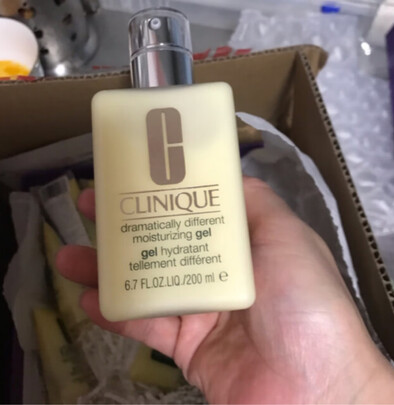 C
CLINIQUE
dramatically different
moisturizing gel
gel hydratant
tellement différent
6.7 FL.OZ.LIQ./200 ml ℮